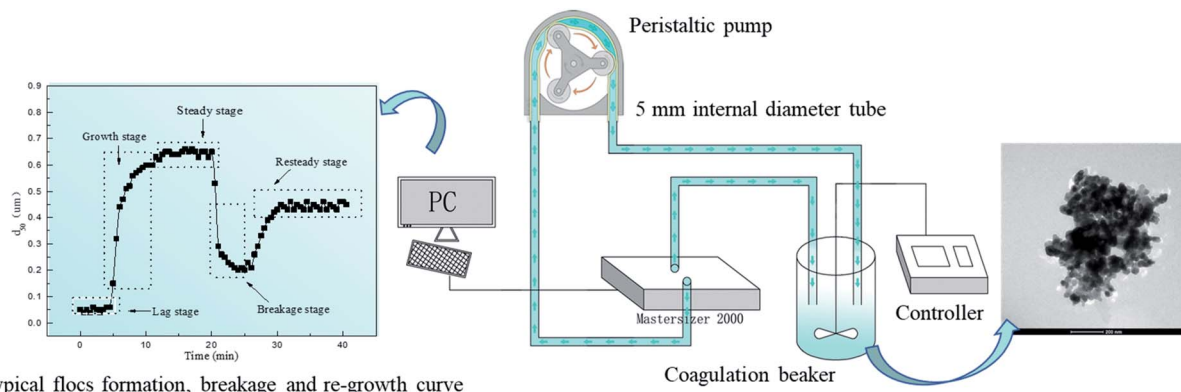 Peristaltic pump
5 mm internal diameter tube
0.9
0.8
0.7
0.6
0.5
0.4
0.3
0.2
0.1
0.0
d50 (um)
Steady stage
Growth stage
Resteady stage
Breakage stage
Lag stage
0
10
20
30
40
Time (min)
PC
Mastersizer 2000
Controller
Coagulation beaker
200 nm
flocs formation, breakage and re-growth curve